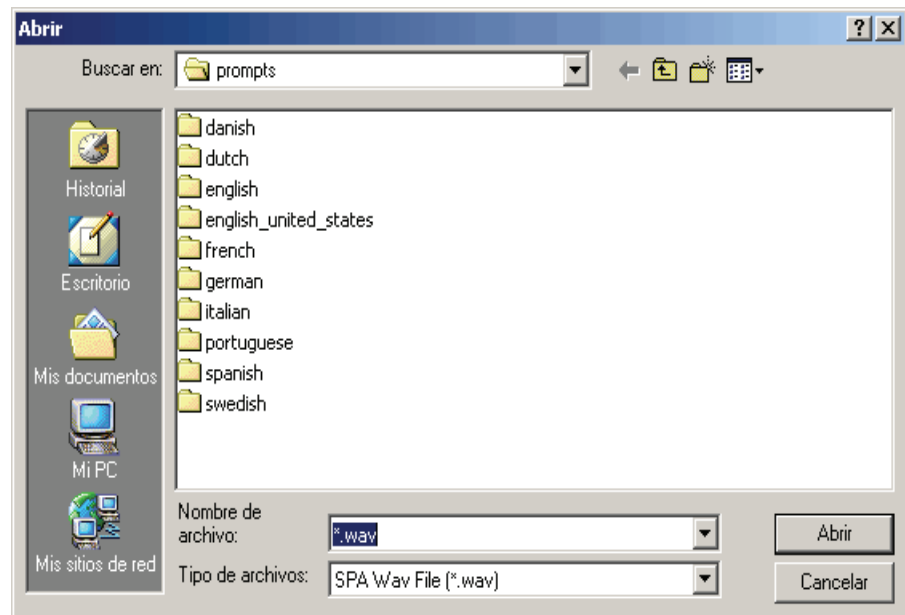 Abrir
Buscar en:
prompts
Historial
Escritorio
Mis documentos
Mi PC
Mis sitios de red
danish
dutch
english
english_united_states
french
german
italian
portuguese
spanish
swedish
Nombre de
archivo:
*.wav
Abrir
Tipo de archivos:
SPA Wav File (*.wav)
Cancelar